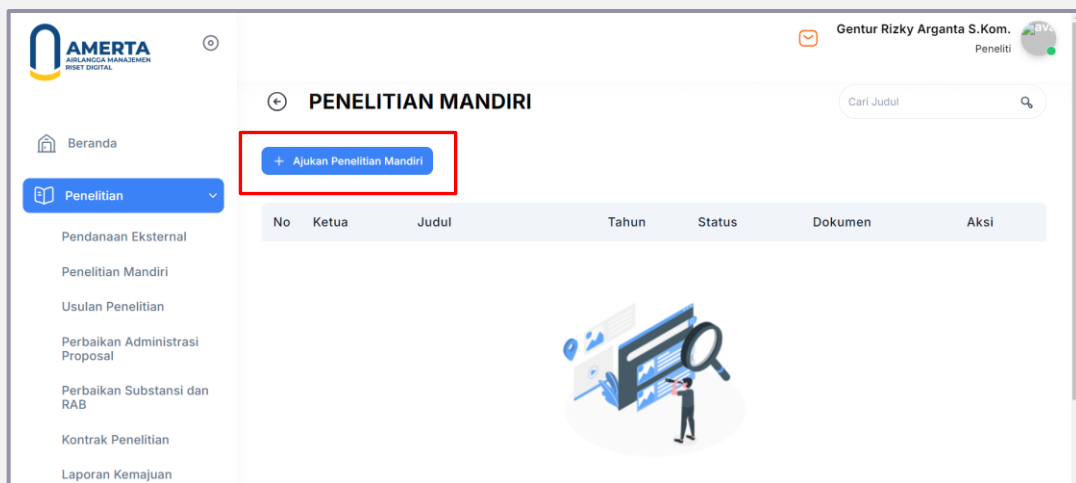 AMERTA
AIRLANGGA MANAJEMEN
RISET DIGITAL
Gentur Rizky Arganta S.Kom.
Peneliti
ava
PENELITIAN MANDIRI
Cari Judul
Beranda
+ Ajukan Penelitian Mandiri
Penelitian
No Ketua Judul Tahun Status Dokumen Aksi
Pendanaan Eksternal
Penelitian Mandiri
Usulan Penelitian
Perbaikan Administrasi
Proposal
Perbaikan Substansi dan
RAB
Kontrak Penelitian
Laporan Kemajuan